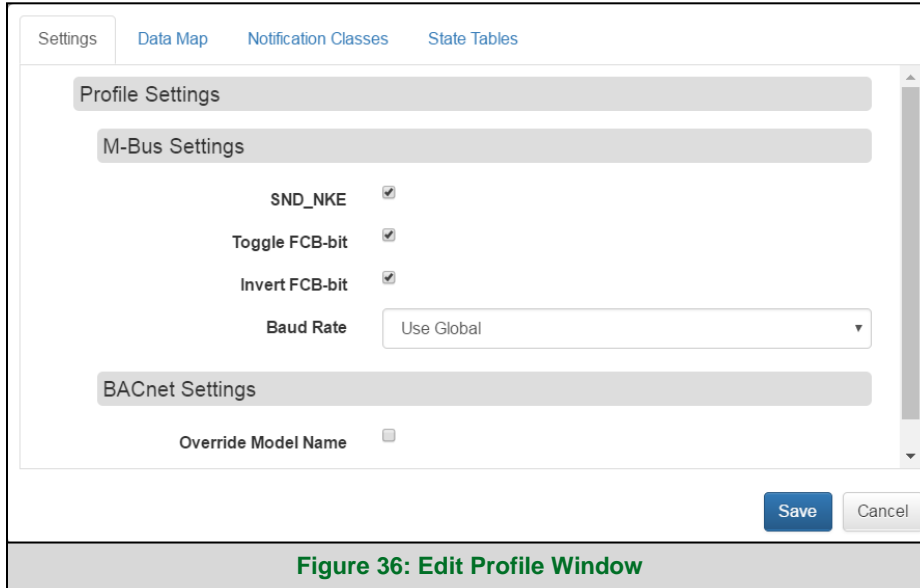 Settings Data Map Notification Classes State Tables
Profile Settings
M-Bus Settings
SND_NKE
Toggle FCB-bit
Invert FCB-bit
Baud Rate Use Global
BACnet Settings
Override Model Name
Save Cancel
Figure 36: Edit Profile Window